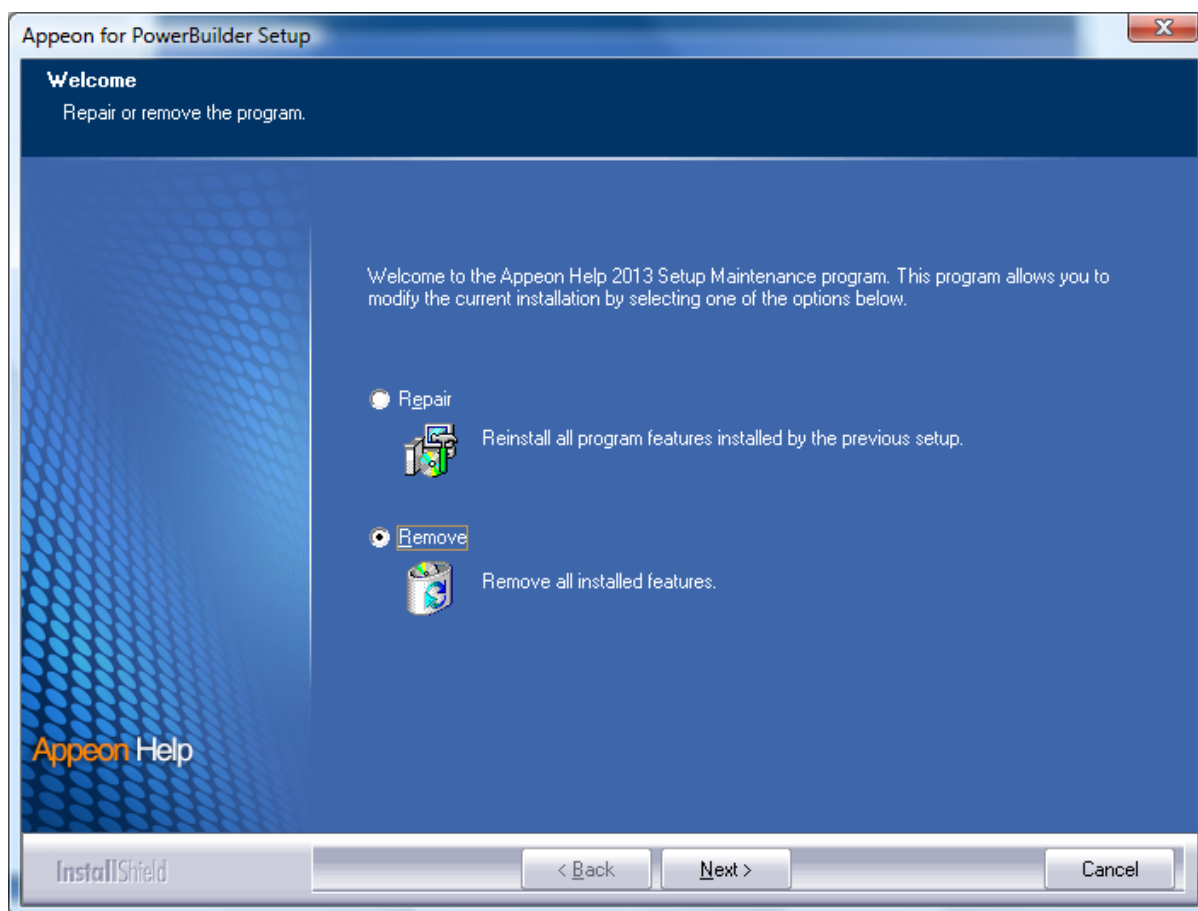 Appeon for PowerBuilder Setup
Welcome
Repair or remove the program.
Welcome to the Appeon Help 2013 Setup Maintenance program. This program allows you to
modify the current installation by selecting one of the options below.
Repair
Reinstall all program features installed by the previous setup.
Remove
Remove all installed features.
Appeon Help
InstallShield
< Back
Next >
Cancel